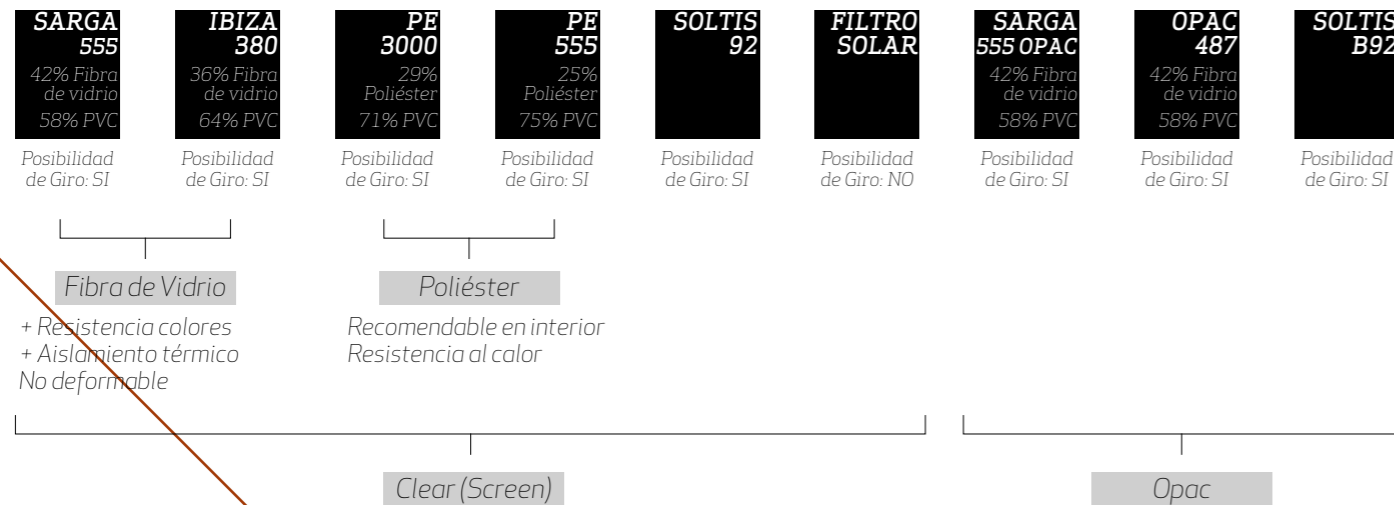 SARGA
555
42% Fibra
de vidrio
58% PVC
Posibilidad
de Giro: SI
IBIZA
380
36% Fibra
de vidrio
64% PVC
Posibilidad
de Giro: SI
PE
3000
29%
Poliéster
71% PVC
Posibilidad
de Giro: SI
PE
555
25%
Poliéster
75% PVC
Posibilidad
de Giro: SI
SOLTIS
92
Posibilidad
de Giro: SI
FILTRO
SOLAR
Posibilidad
de Giro: NO
SARGA
555 OPAC
42% Fibra
de vidrio
58% PVC
Posibilidad
de Giro: SI
OPAC
487
42% Fibra
de vidrio
58% PVC
Posibilidad
de Giro: SI
SOLTIS
B92
Posibilidad
de Giro: SI
Fibra de Vidrio
+ Resistencia colores
+ Aislamiento térmico
No deformable
Poliéster
Recomendable en interior
Resistencia al calor
Clear (Screen)
Opac